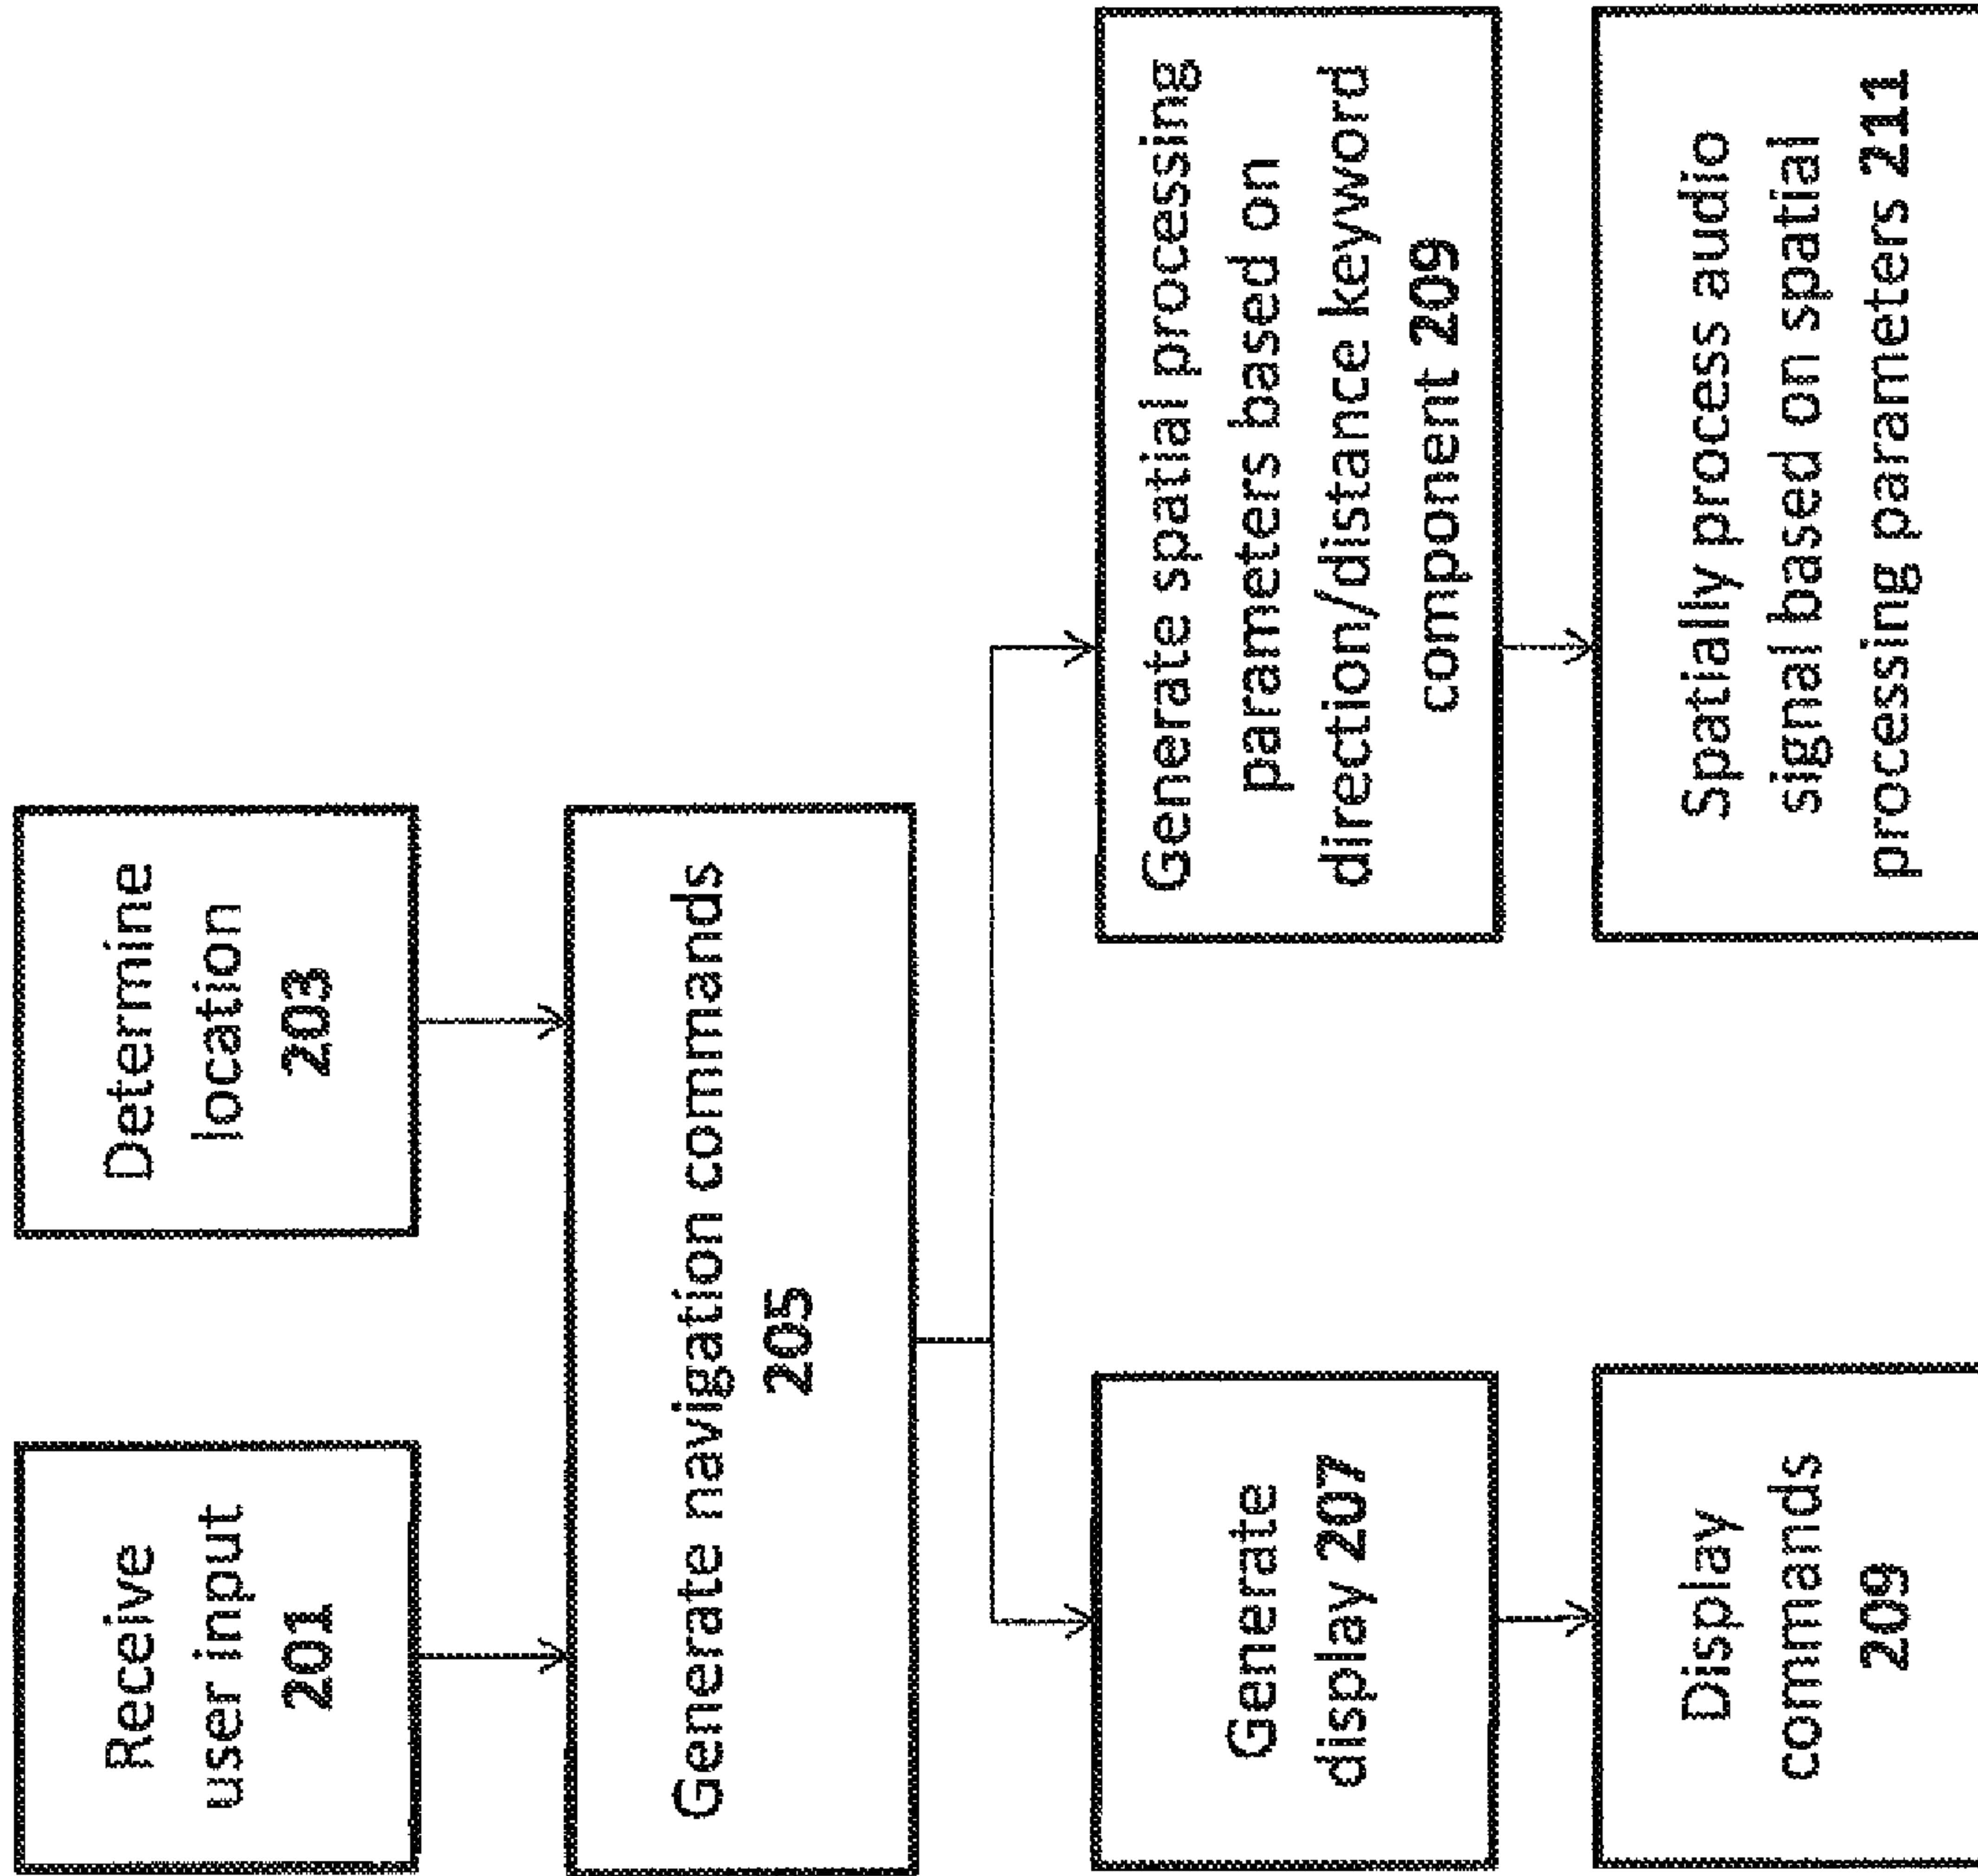 Receive
user input
201
Determine
location
203
Generate navigation commands
205
Generate
display 207
Display
commands
209
Generate spatial processing
parameters based on
direction/distance keyword
component 209
Spatially process audio
signal based on spatial
processing parameters 211